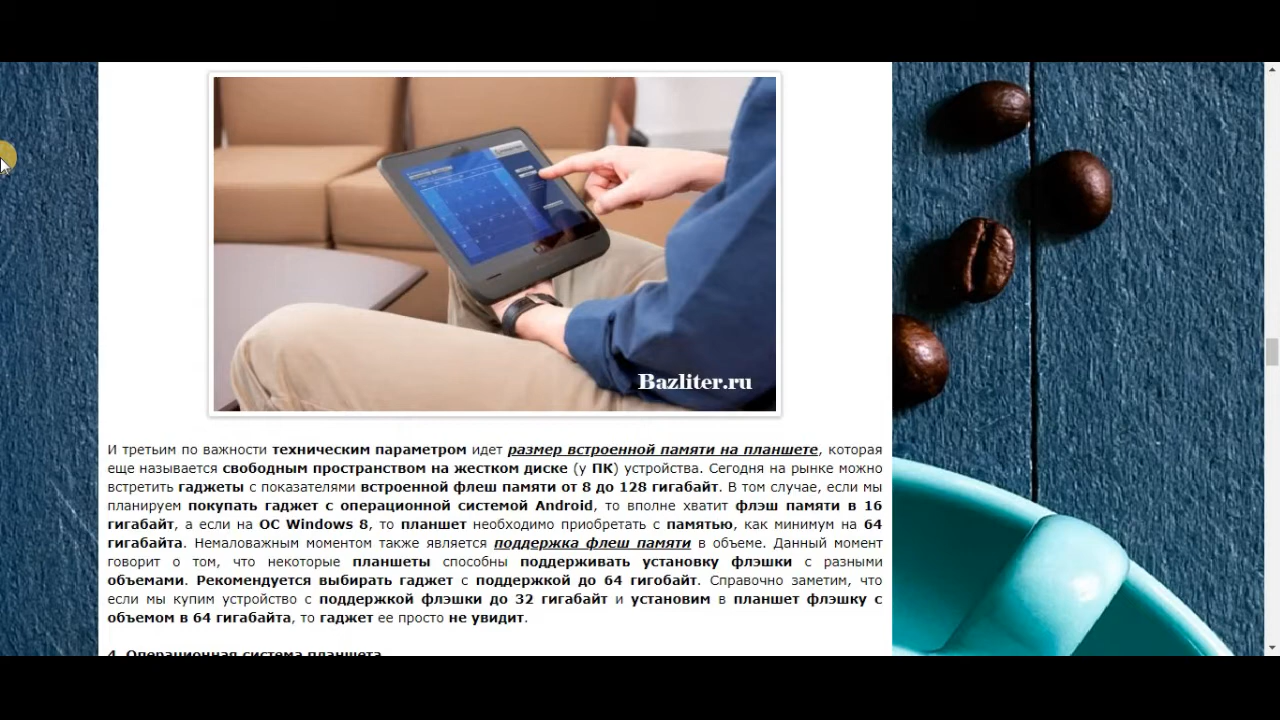 Bazliter.ru
И третьим по важности техническим параметром идет размер встроенной памяти на планшете, которая
еще называется свободным пространством на жестком диске (у ПК) устройства. Сегодня на рынке можно
встретить гаджеты с показателями встроенной флеш памяти от 8 до 128 гигабайт. В том случае, если мы
планируем покупать гаджет с операционной системой Android, то вполне хватит флэш памяти в 16
гигабайт, а если на ОС Windows 8, то планшет необходимо приобретать с памятью, как минимум на 64
гигабайта. Немаловажным моментом также является поддержка флеш памяти в объеме. Данный момент
говорит о том, что некоторые планшеты способны поддерживать установку флэшки с разными
объемами. Рекомендуется выбирать гаджет с поддержкой до 64 гигобайт. Справочно заметим, что
если мы купим устройство с поддержкой флэшки до 32 гигабайт и установим в планшет флэшку с
объемом в 64 гигабайта, то гаджет ее просто не увидит.
4. Операционная система планшета